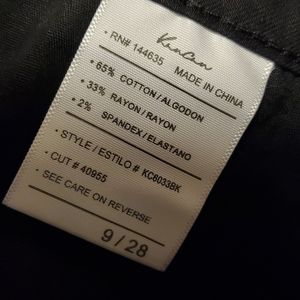 KanCan
• RN# 144635 MADE IN CHINA
• 65% COTTON / ALGODON
• 33% RAYON / RAYON
• 2% SPANDEX / ELASTANO
• STYLE / ESTILO # KC6033BK
• CUT # 40955
• SEE CARE ON REVERSE
9 / 28